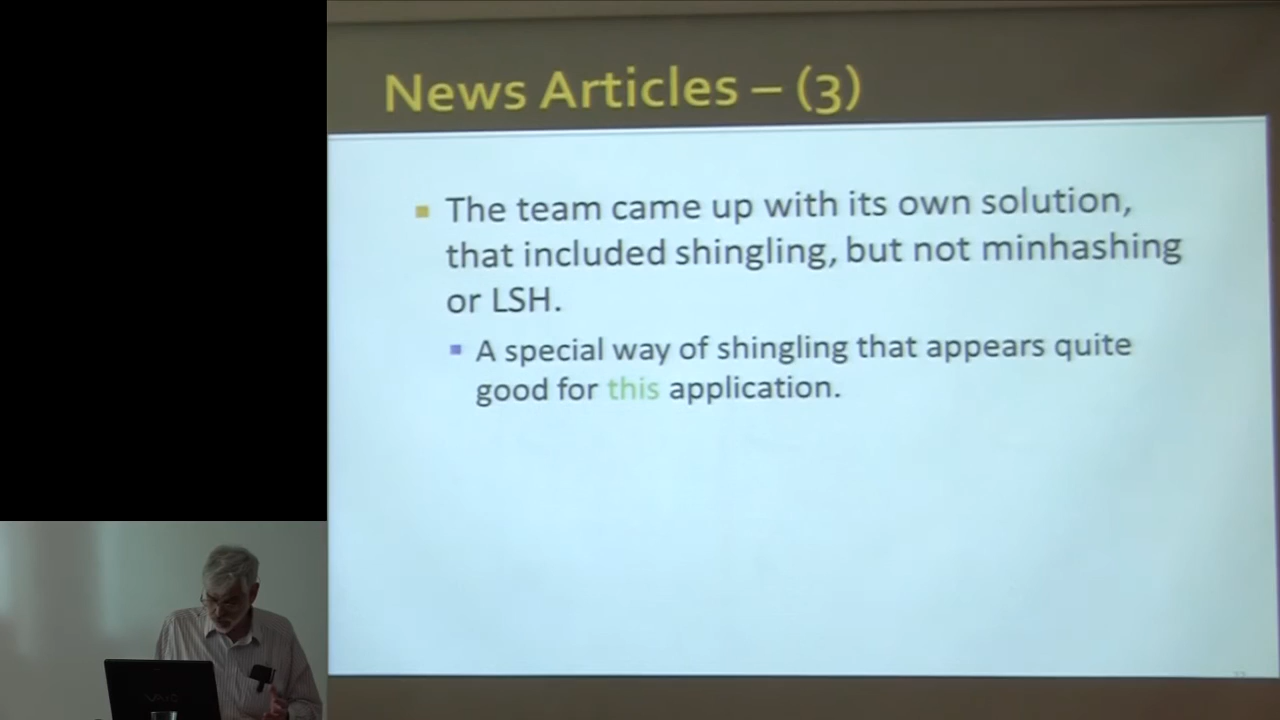 News Articles – (3)
The team came up with its own solution,
that included shingling, but not minhashing
or LSH.
A special way of shingling that appears quite
good for this application.
VAIO